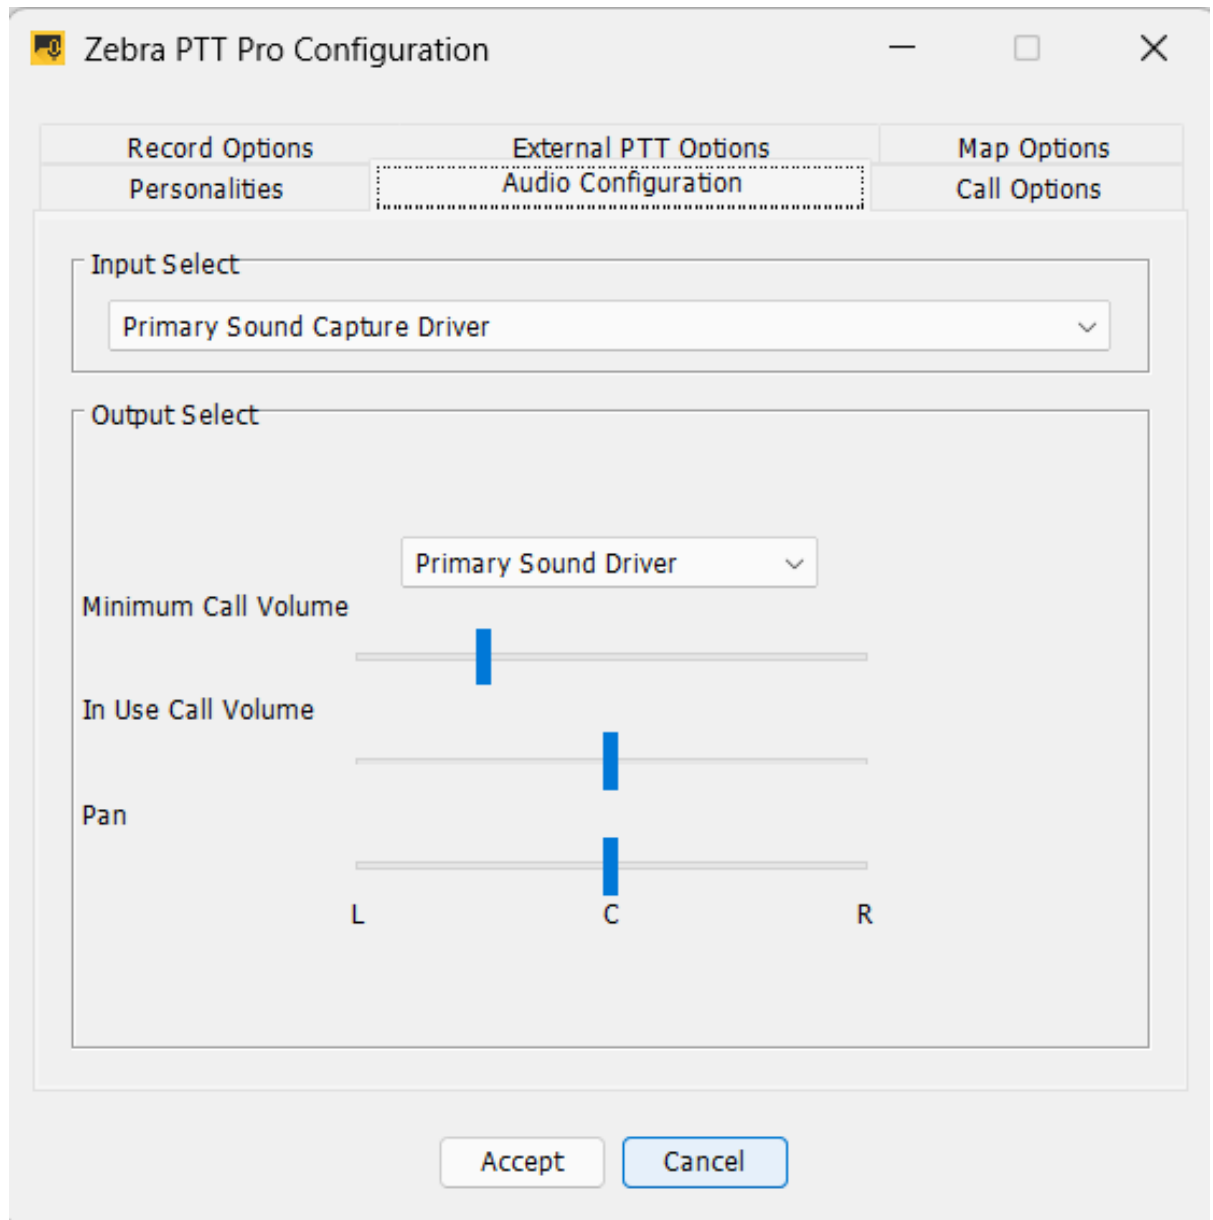 Zebra PTT Pro Configuration
Record Options External PTT Options Map Options
Personalities Audio Configuration Call Options
Input Select
Primary Sound Capture Driver
Output Select
Primary Sound Driver
Minimum Call Volume
In Use Call Volume
Pan
L C R
Accept Cancel